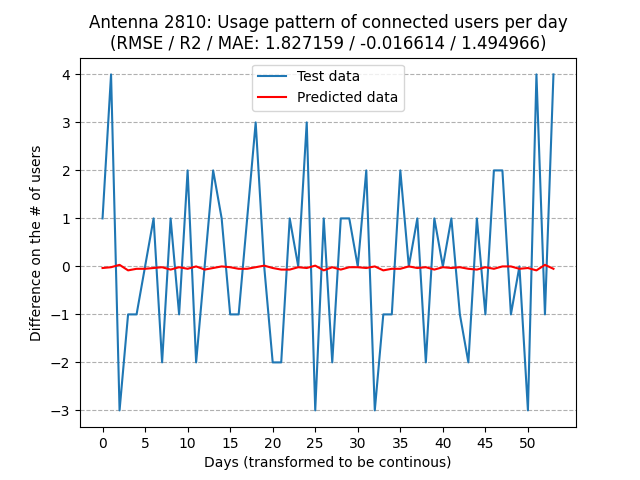 Antenna 2810: Usage pattern of connected users per day
(RMSE / R2 / MAE: 1.827159 / -0.016614 / 1.494966)
Test data
Predicted data
Difference on the # of users
4
3
2
1
0
−1
−2
−3
0 5 10 15 20 25 30 35 40 45 50
Days (transformed to be continous)